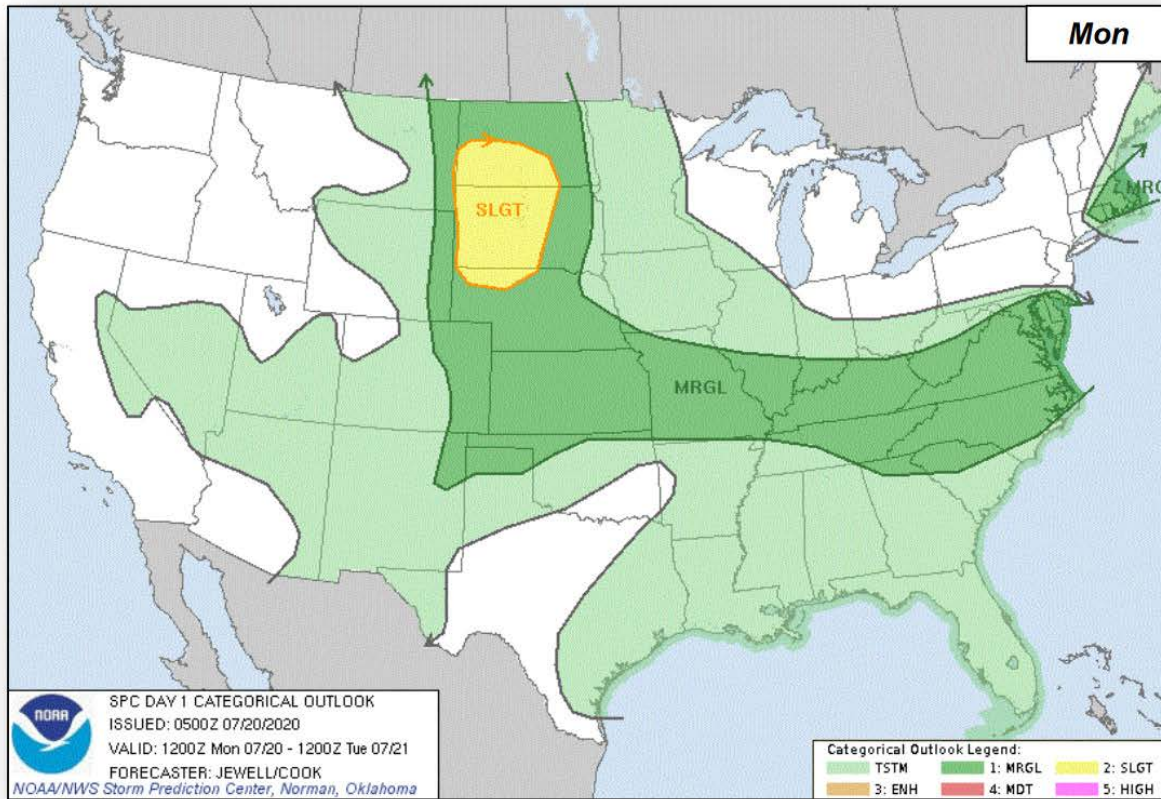 Mon
SLGT
MRGL
MRGL
SPC DAY 1 CATEGORICAL OUTLOOK
ISSUED: 0500Z 07/20/2020
VALID: 1200Z Mon 07/20 - 1200Z Tue 07/21
FORECASTER: JEWELL/COOK
NOAA/NWS Storm Prediction Center, Norman, Oklahoma
NOAA
Categorical Outlook Legend:
TSTM 1: MRGL 2: SLGT
3: ENH 4: MDT 5: HIGH